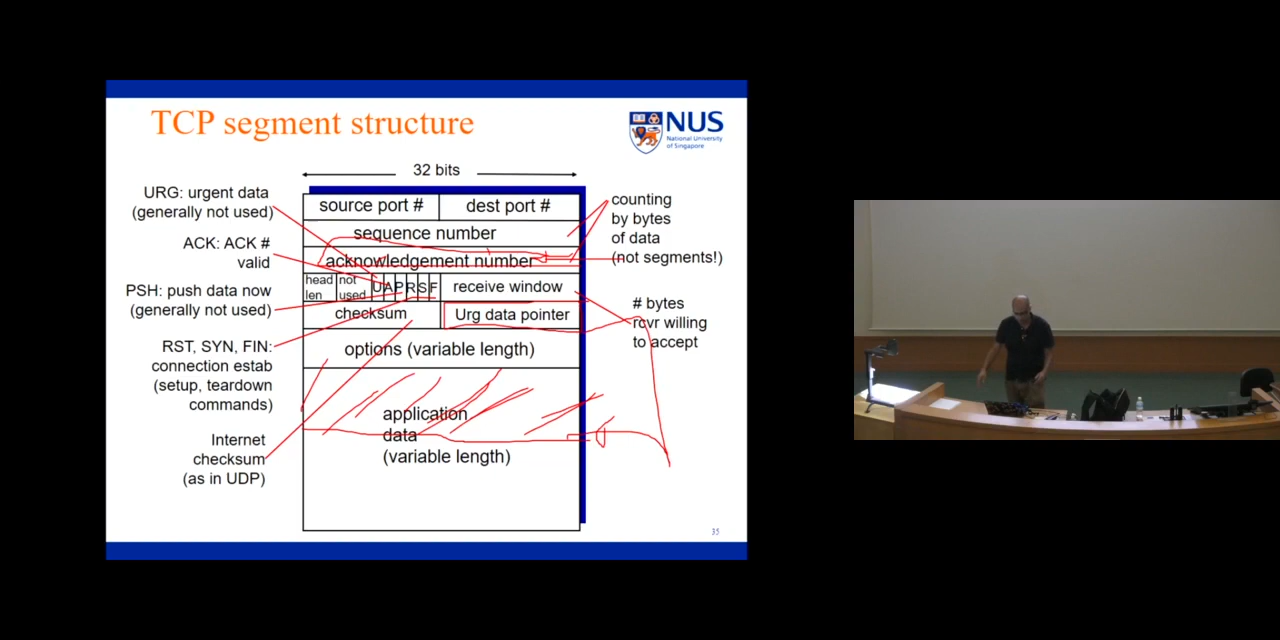 TCP segment structure
NUS
National University
of Singapore
32 bits
URG: urgent data
(generally not used)
ACK: ACK #
valid
PSH: push data now
(generally not used)
RST, SYN, FIN:
connection estab
(setup, teardown
commands)
Internet
checksum
(as in UDP)
source port #
dest port #
sequence number
acknowledgement number
head
len
not
used
U A P R S F
receive window
checksum
Urg data pointer
options (variable length)
application
data
(variable length)
counting
by bytes
of data
(not segments!)
# bytes
rcvr willing
to accept
35